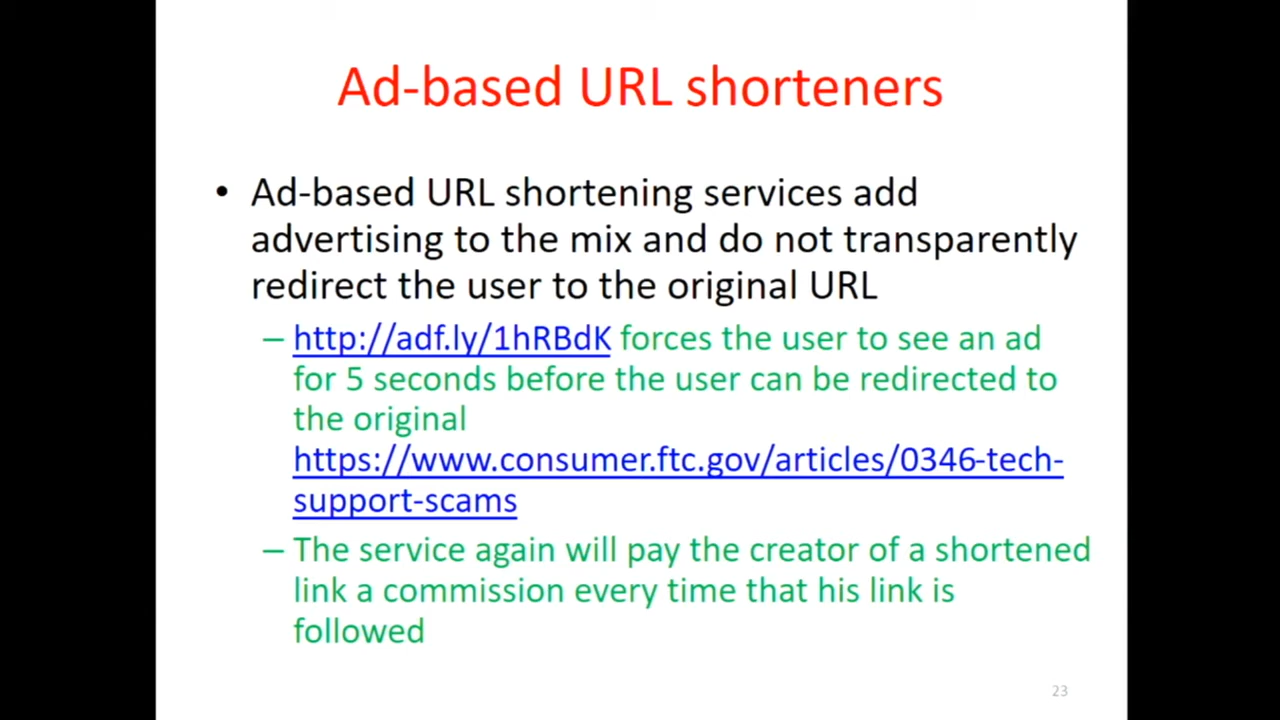 Ad-based URL shorteners
• Ad-based URL shortening services add
advertising to the mix and do not transparently
redirect the user to the original URL
– http://adf.ly/1hRBdK forces the user to see an ad
for 5 seconds before the user can be redirected to
the original
https://www.consumer.ftc.gov/articles/0346-tech-
support-scams
– The service again will pay the creator of a shortened
link a commission every time that his link is
followed
23